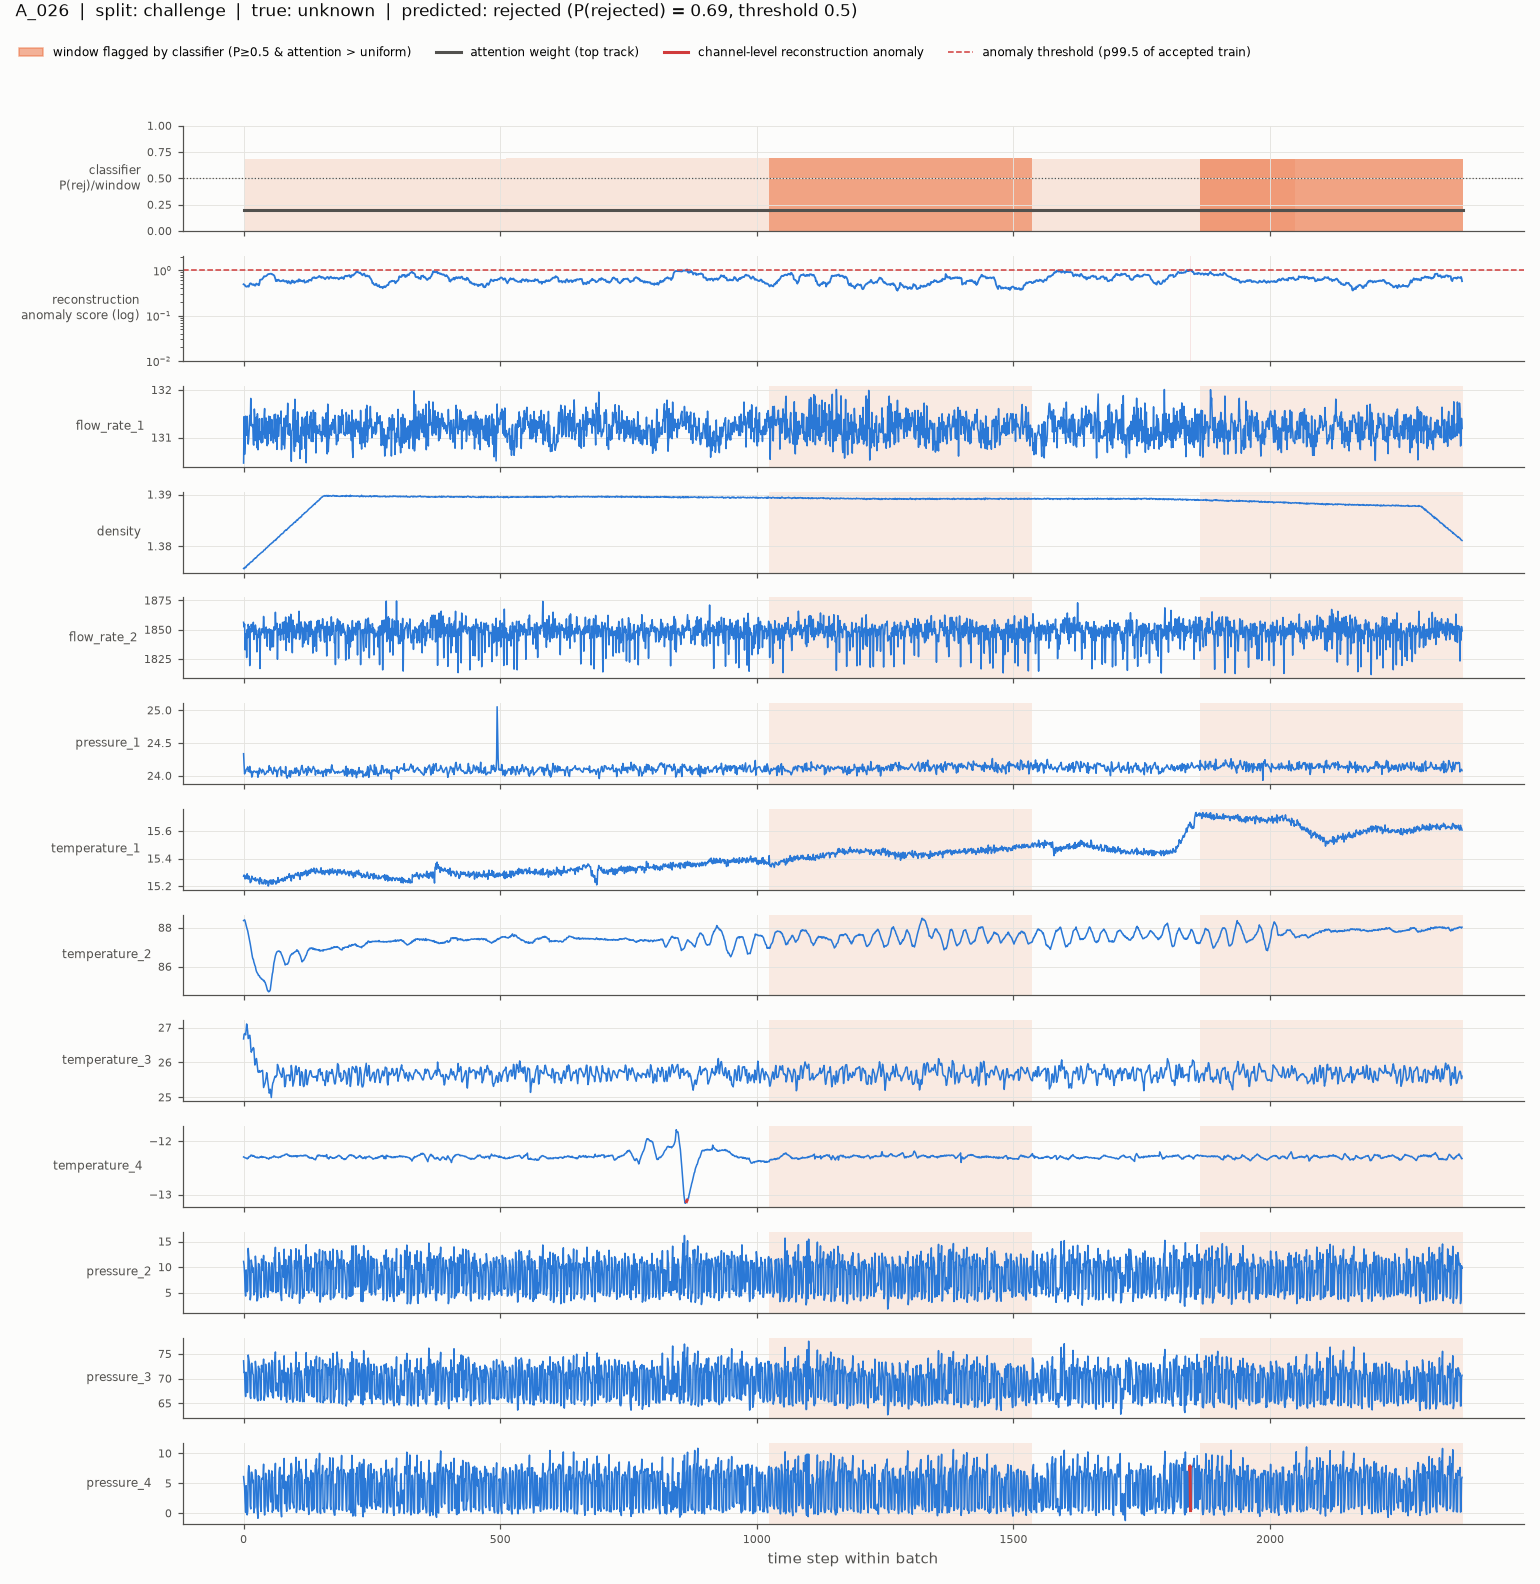 A_026 | split: challenge | true: unknown | predicted: rejected (P(rejected) = 0.69, threshold 0.5)
window flagged by classifier (P≥0.5 & attention > uniform) attention weight (top track) channel-level reconstruction anomaly anomaly threshold (p99.5 of accepted train)
1.00
0.75
0.50
0.25
0.00
classifier
P(rej)/window
10⁰
10⁻¹
10⁻²
reconstruction
anomaly score (log)
132
131
flow_rate_1
1.39
1.38
density
1875
1850
1825
flow_rate_2
25.0
24.5
24.0
pressure_1
15.6
15.4
15.2
temperature_1
88
86
temperature_2
27
26
25
temperature_3
−12
−13
temperature_4
15
10
5
pressure_2
75
70
65
pressure_3
10
5
0
pressure_4
0 500 1000 1500 2000
time step within batch